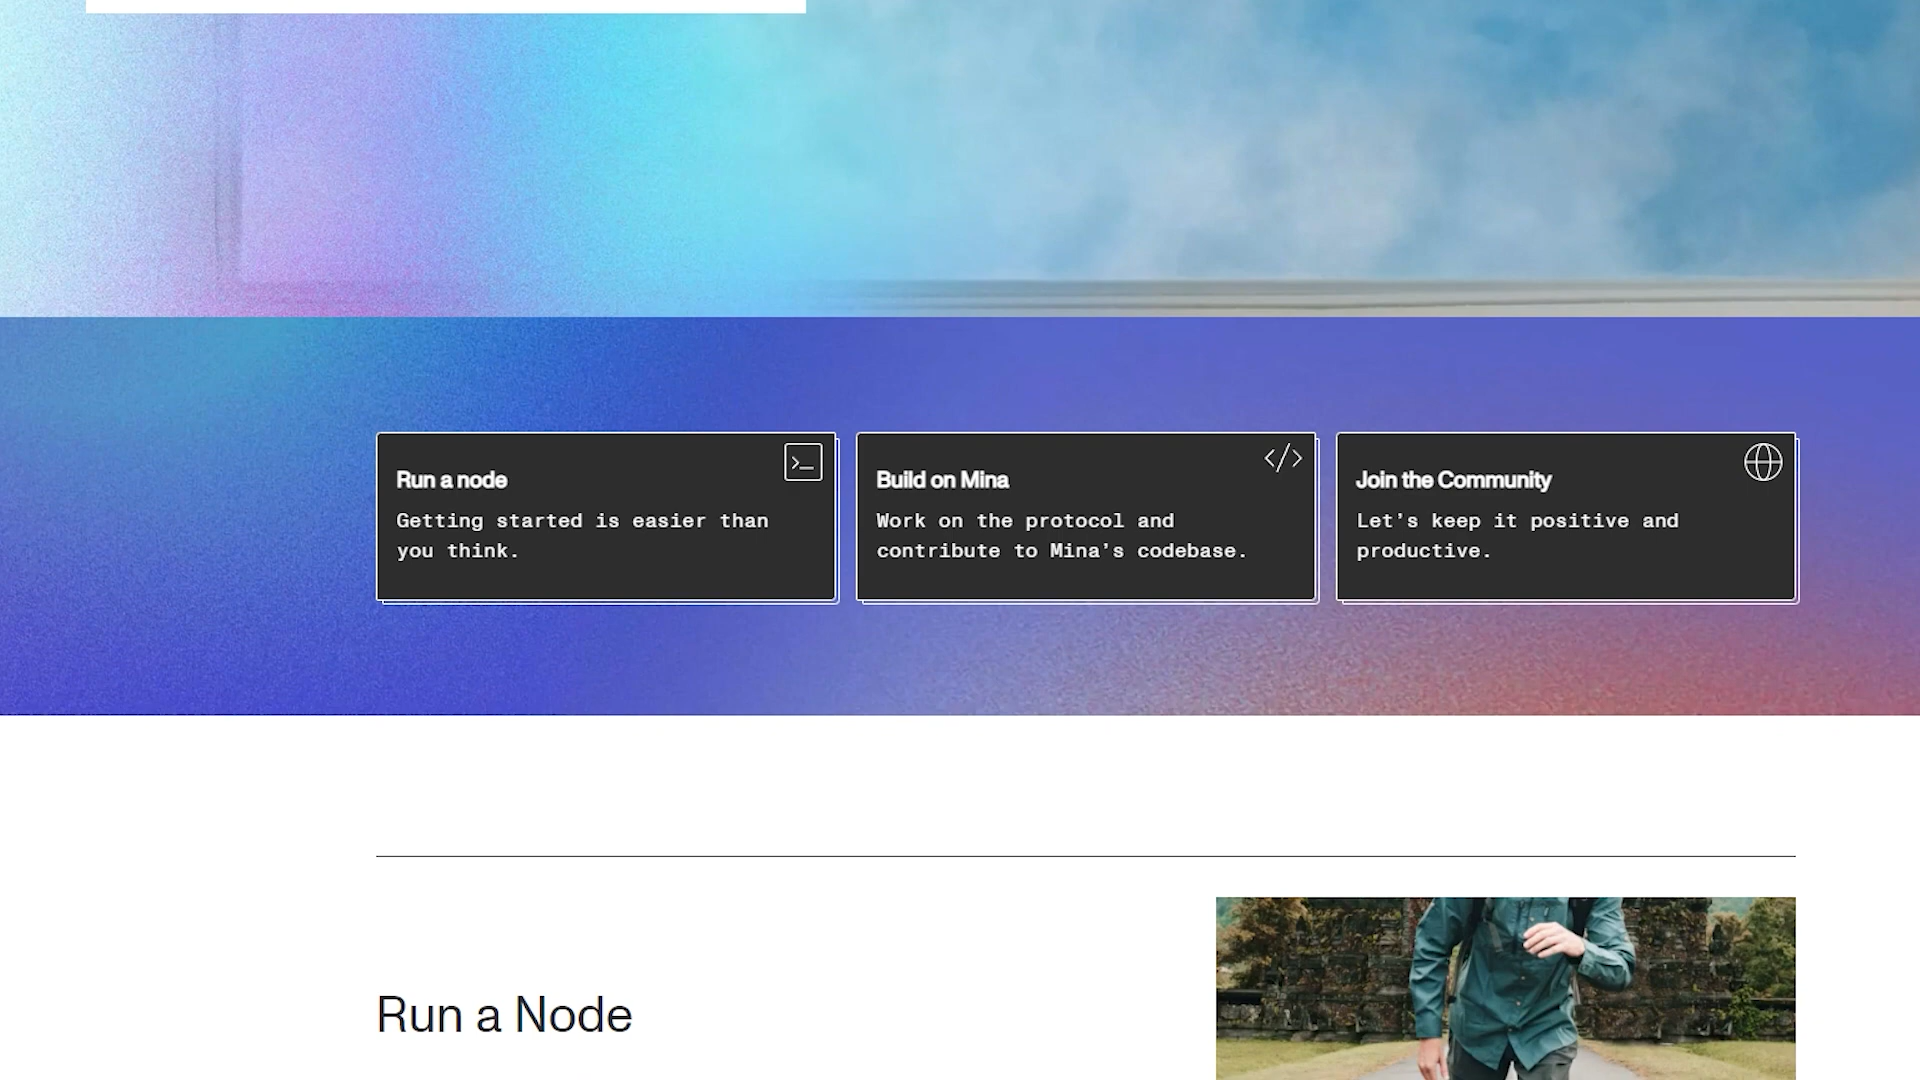 Run a node
Getting started is easier than
you think.
Build on Mina
Work on the protocol and
contribute to Mina’s codebase.
Join the Community
Let’s keep it positive and
productive.
Run a Node